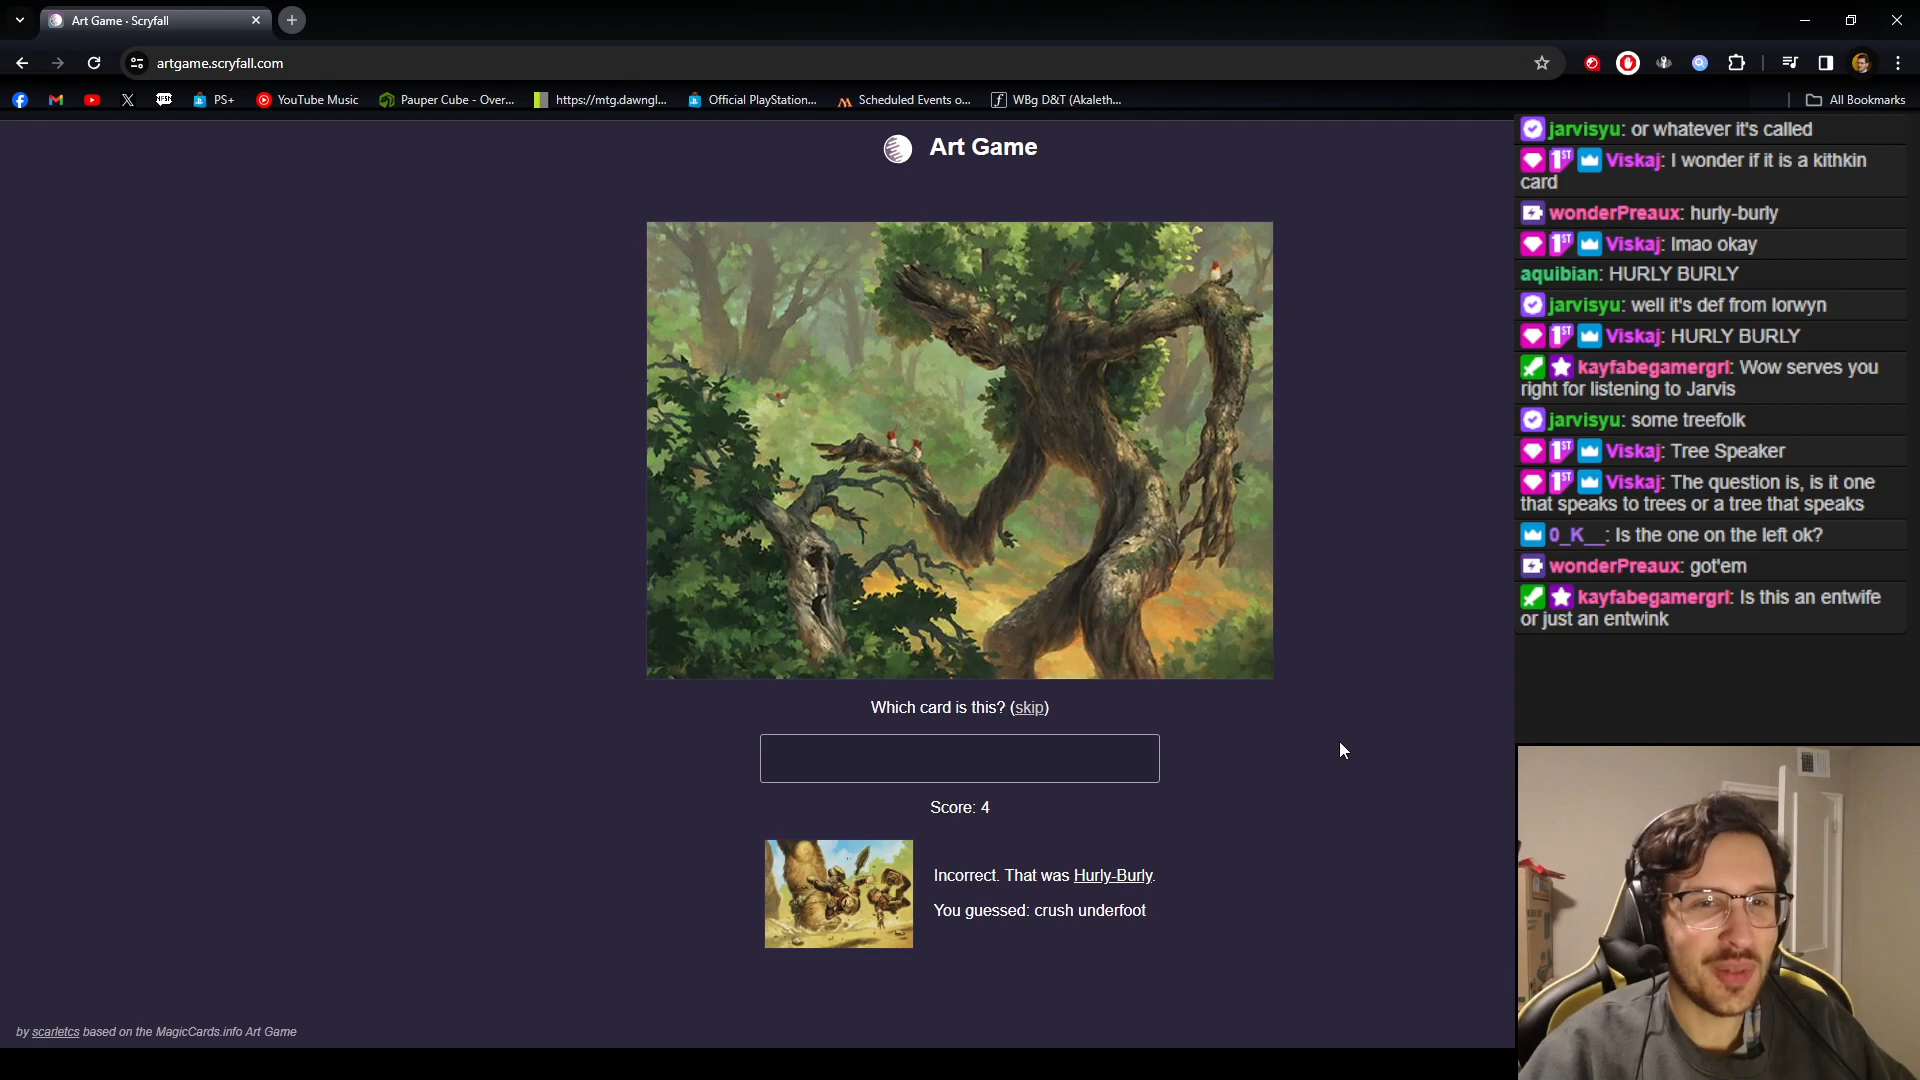 Art Game · Scryfall
artgame.scryfall.com
PS+
YouTube Music
Pauper Cube - Over...
https://mtg.dawngl...
Official PlayStation...
Scheduled Events o...
WBg D&T (Akaleth...
All Bookmarks
Art Game
Which card is this? (skip)
Score: 4
Incorrect. That was Hurly-Burly.
You guessed: crush underfoot
by scarletcs based on the MagicCards.info Art Game
jarvisyu: or whatever it's called
1ST Viskaj: I wonder if it is a kithkin
card
wonderPreaux: hurly-burly
1ST Viskaj: lmao okay
aquibian: HURLY BURLY
jarvisyu: well it's def from lorwyn
1ST Viskaj: HURLY BURLY
kayfabegamergrl: Wow serves you
right for listening to Jarvis
jarvisyu: some treefolk
1ST Viskaj: Tree Speaker
1ST Viskaj: The question is, is it one
that speaks to trees or a tree that speaks
0_K__: Is the one on the left ok?
wonderPreaux: got'em
kayfabegamergrl: Is this an entwife
or just an entwink